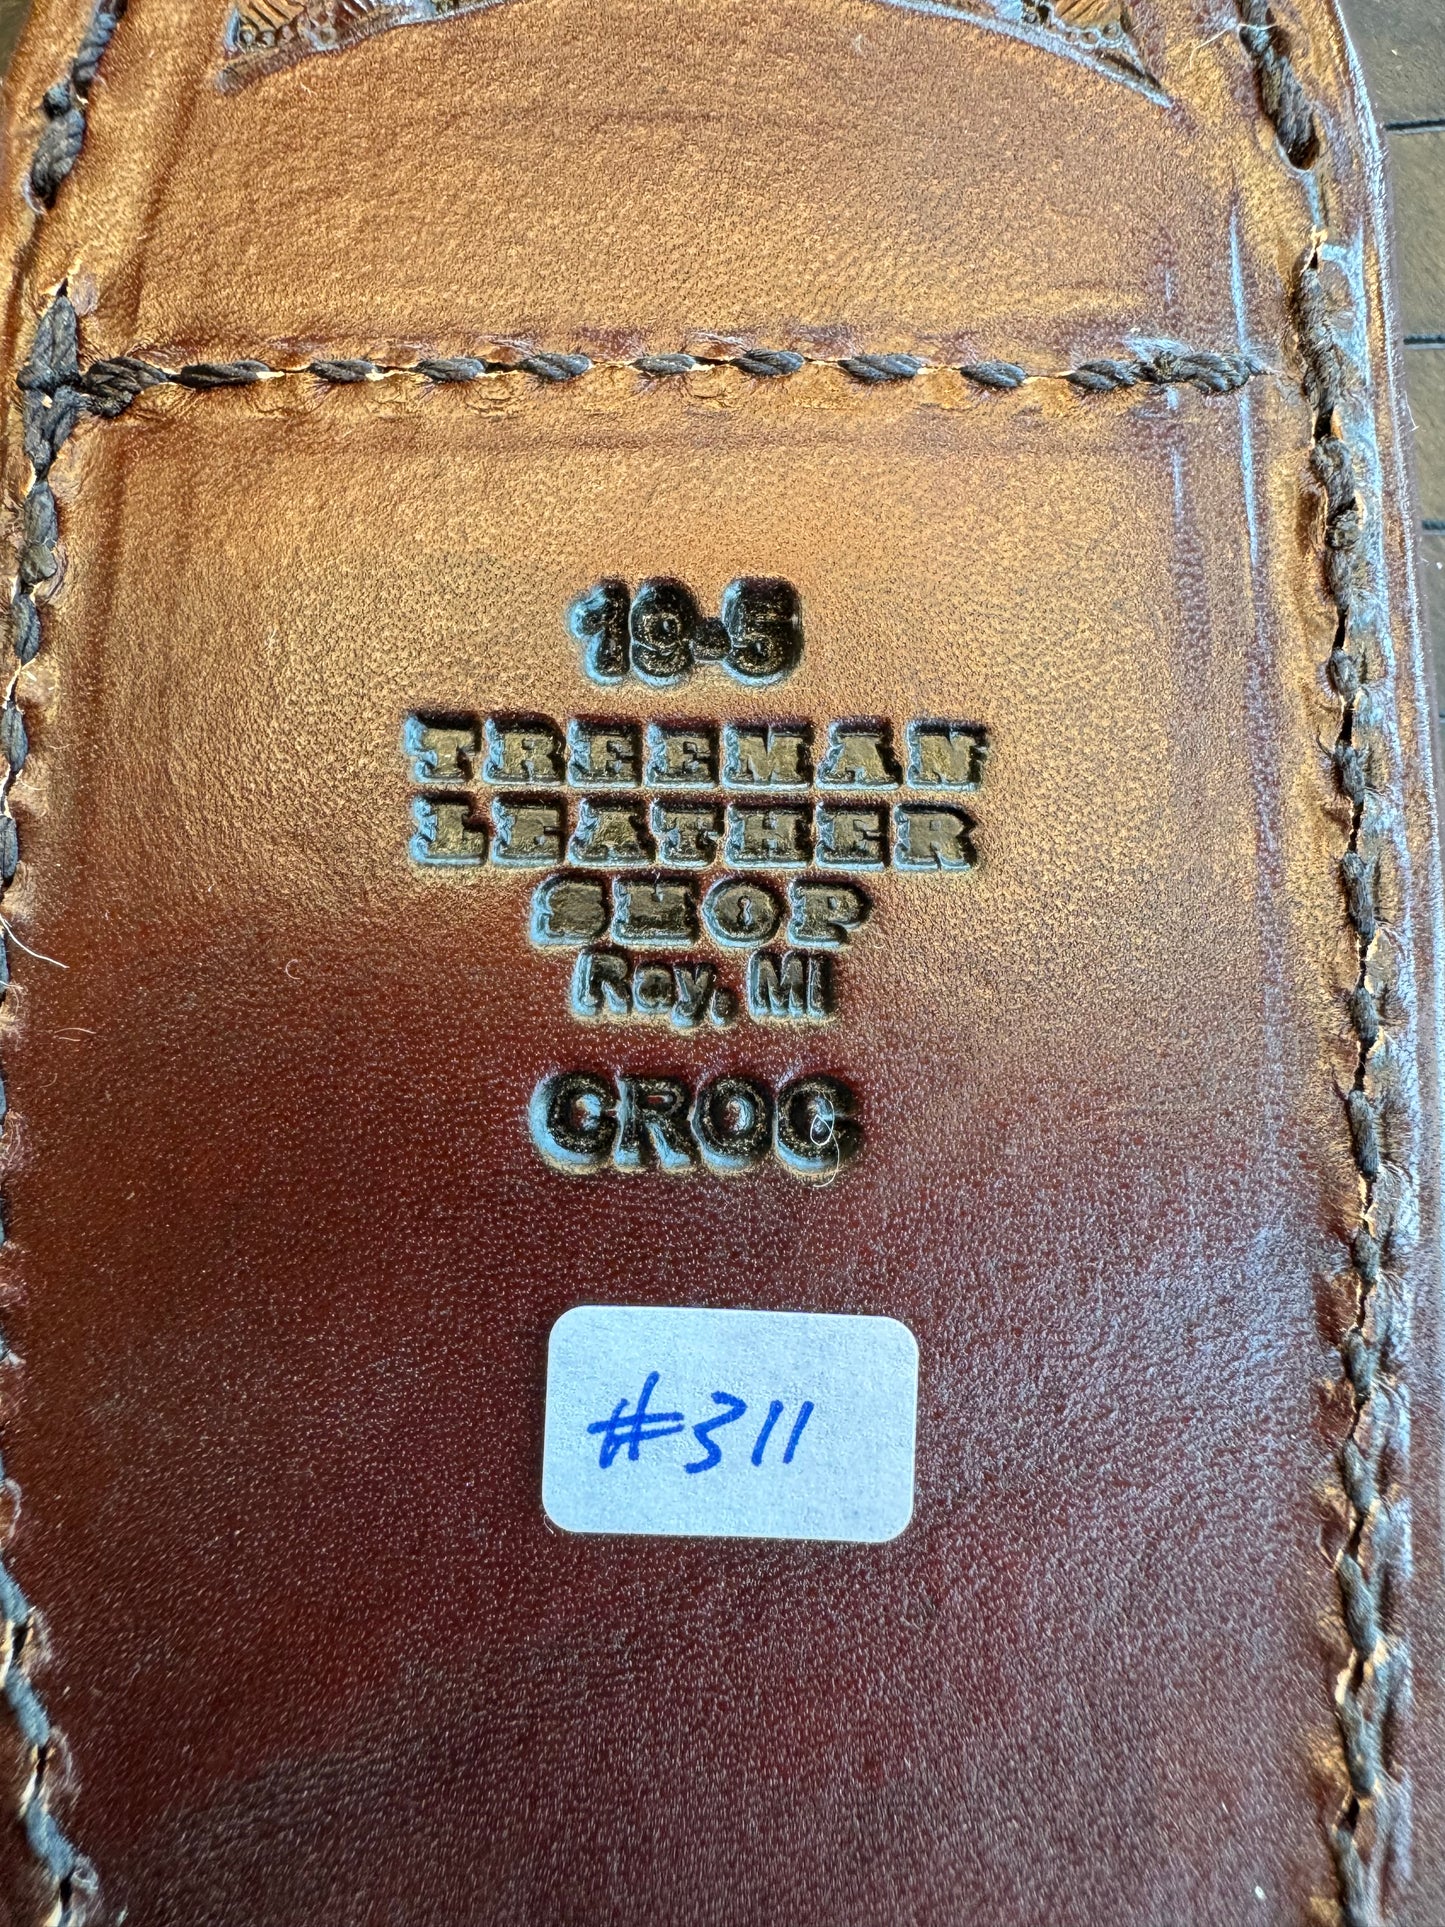 19-5
TREEMAN
LEATHER
SHOP
Ray, MI
CROC
#311